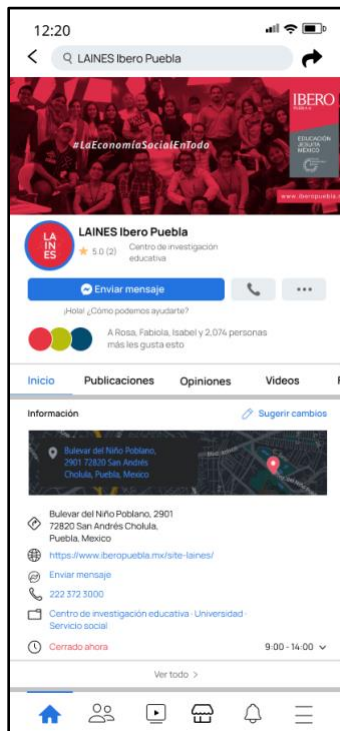 12:20
LAINES Ibero Puebla
#LaEconomíaSocialEnTodo
IBERO
PUEBLA
EDUCACIÓN
JESUITA
MÉXICO
www.iberopuebla.m
LA
IN
ES
LAINES Ibero Puebla
5.0 (2) Centro de investigación
educativa
Enviar mensaje
¡Hola! ¿Cómo podemos ayudarte?
A Rosa, Fabiola, Isabel y 2,074 personas
más les gusta esto
Inicio Publicaciones Opiniones Videos F
Información Sugerir cambios
Bulevar del Niño Poblano,
2901 72820 San Andrés
Cholula, Puebla, Mexico
Bulevar del Niño Poblano, 2901
72820 San Andrés Cholula,
Puebla, Mexico
https://www.iberopuebla.mx/site-laines/
Enviar mensaje
222 372 3000
Centro de investigación educativa · Universidad ·
Servicio social
Cerrado ahora 9:00 - 14:00
Ver todo >